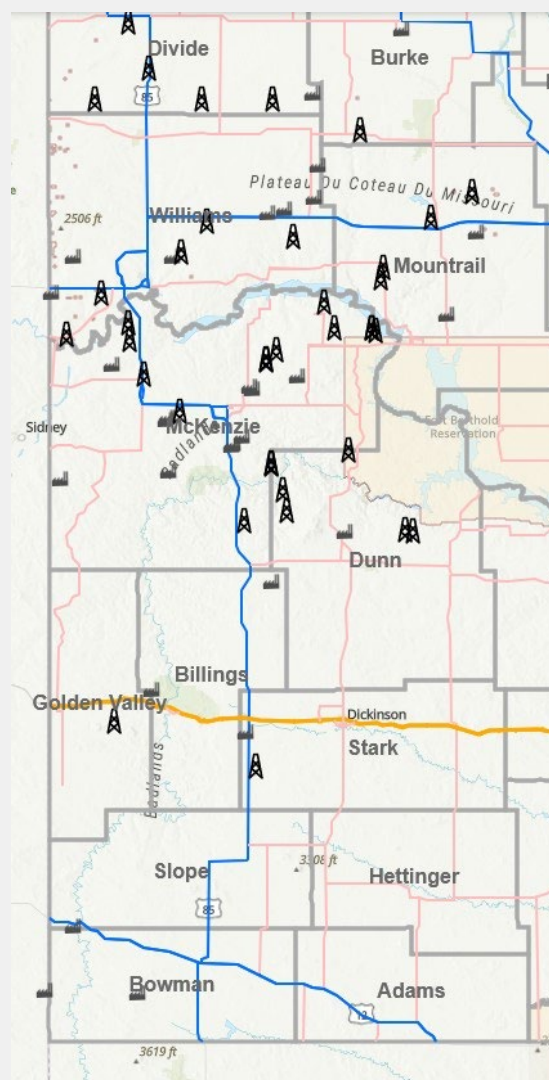 Divide
Burke
85
Plateau Du Coteau Du Missouri
Williams
2506 ft
Mountrail
Sidney
McKenzie
Badlands
Fort Berthold
Reservation
Dunn
Billings
Golden Valley
Dickinson
Stark
Badlands
Slope
3308 ft
Hettinger
85
Bowman
Adams
12
3619 ft